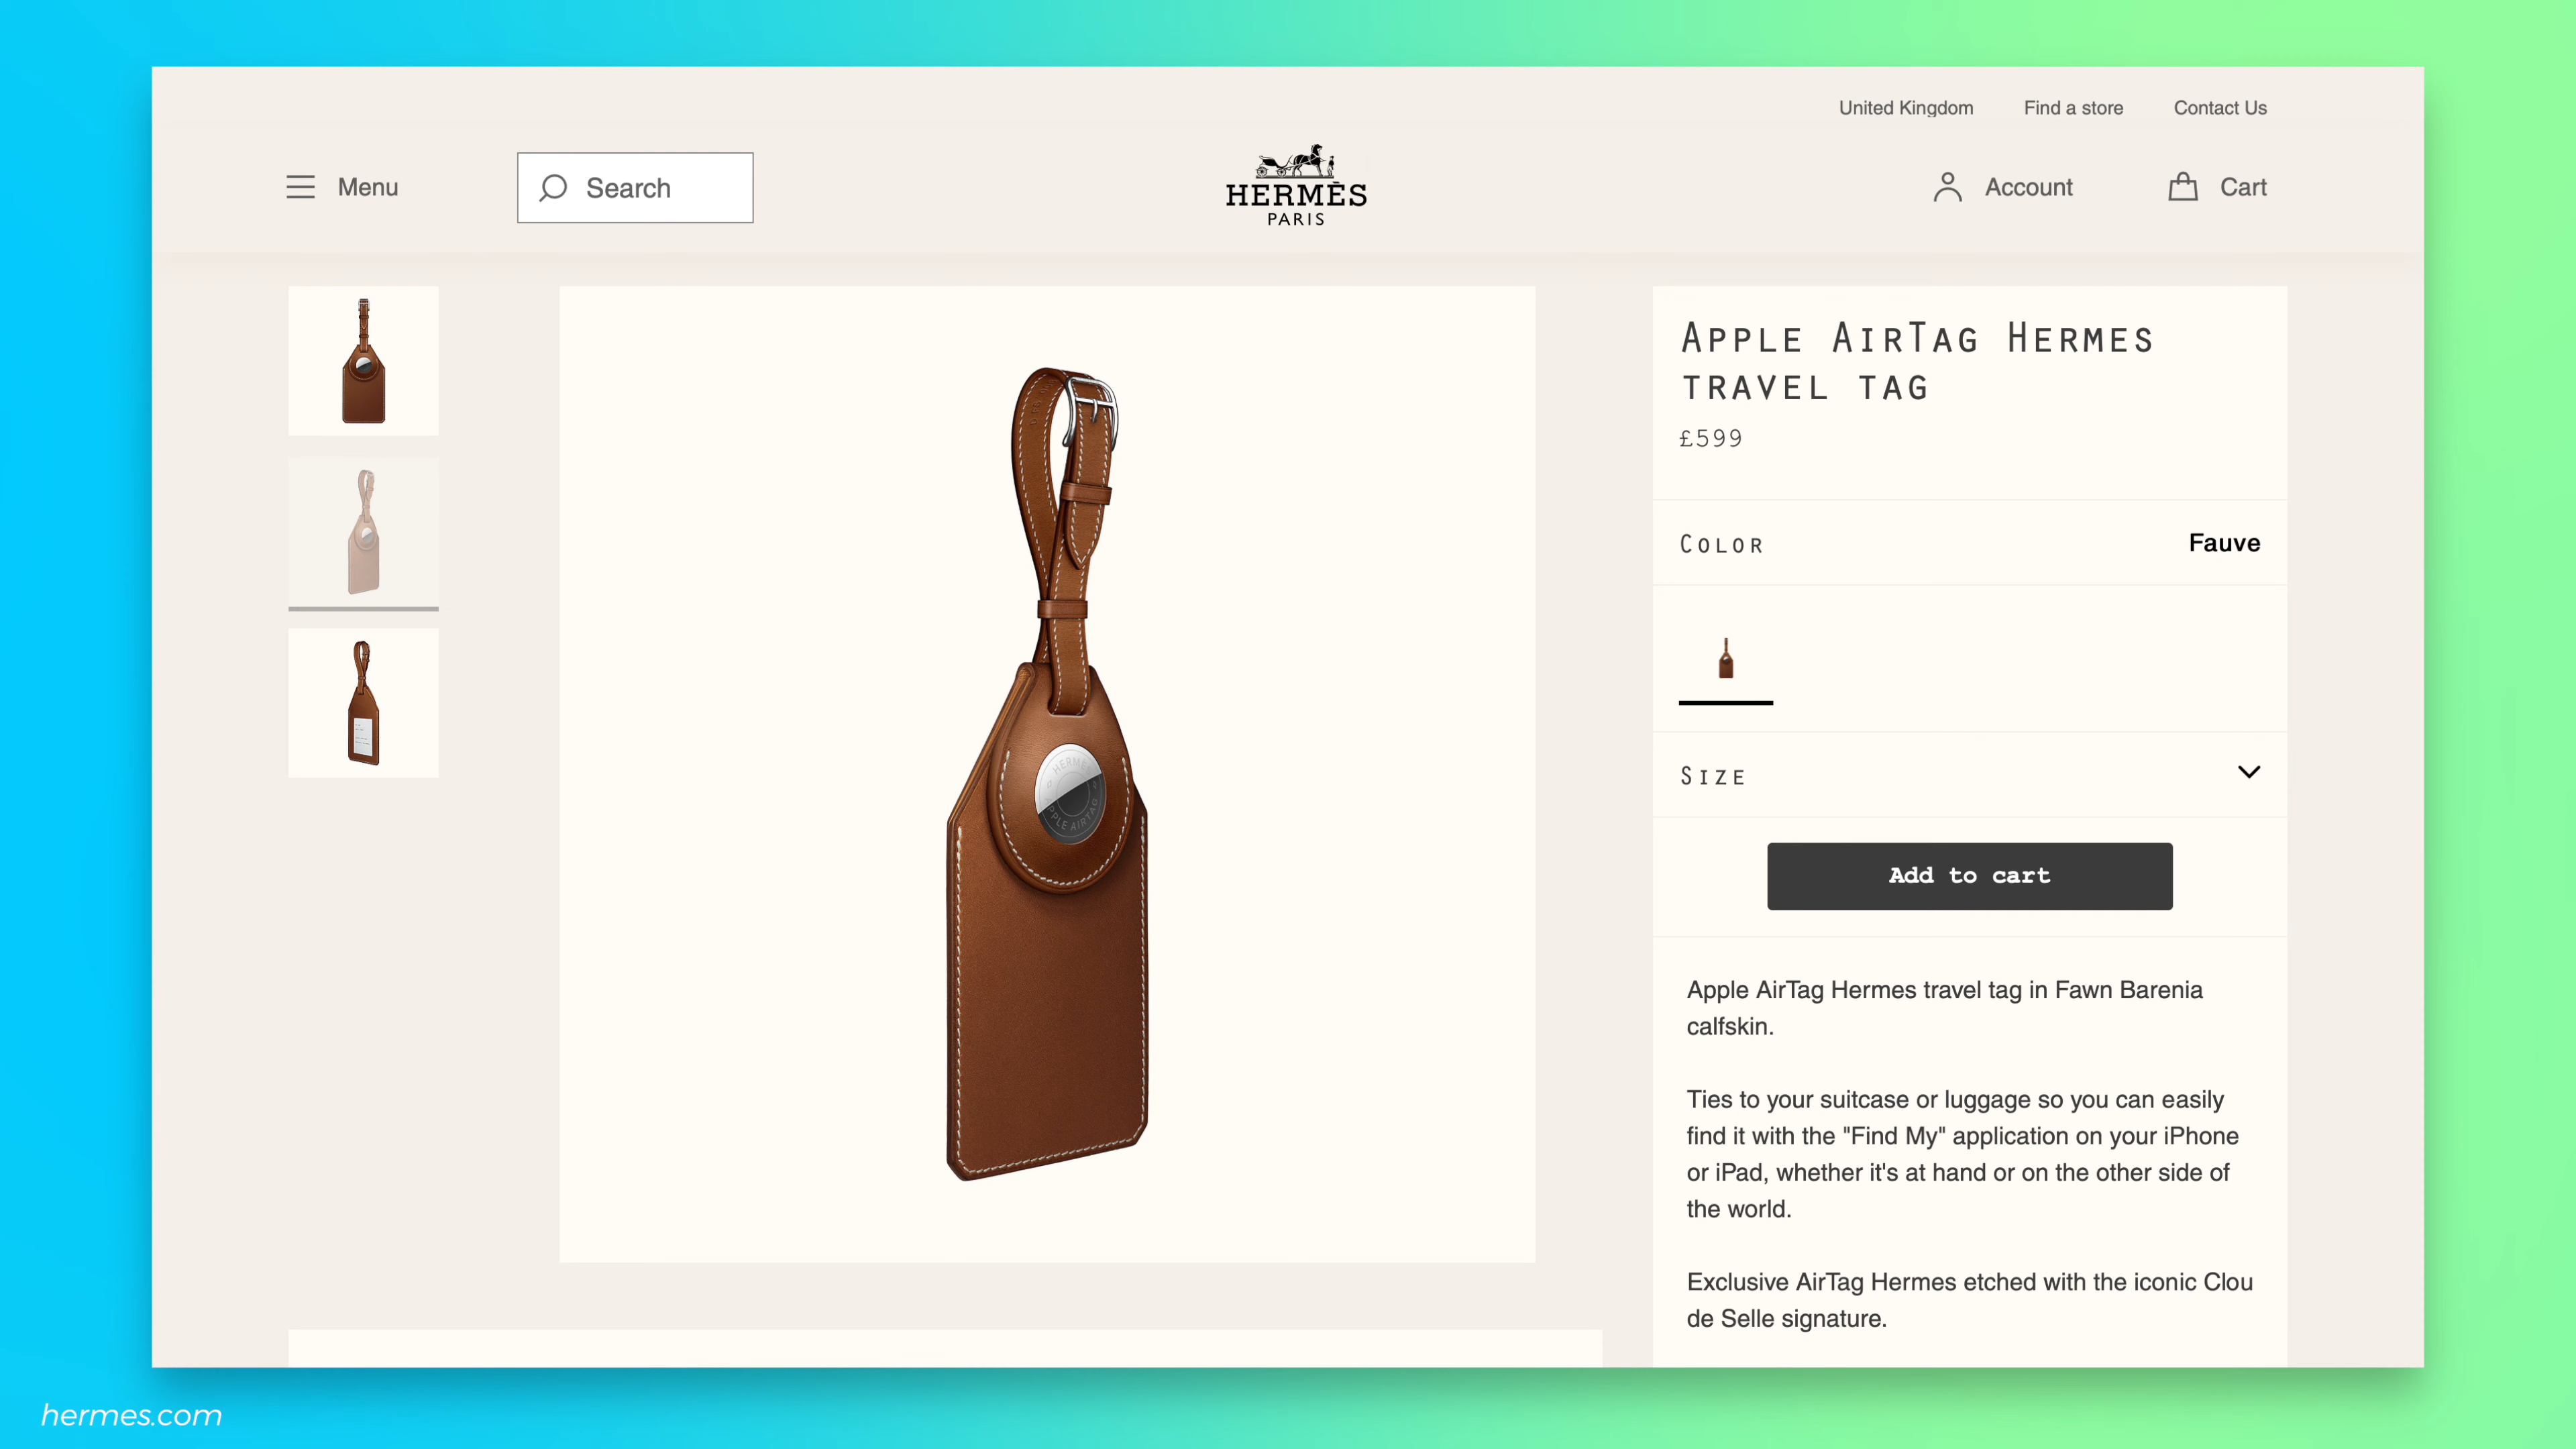 United Kingdom
Find a store
Contact Us
Menu
Search
HERMÈS
PARIS
Account
Cart
Apple AirTag Hermes
travel tag
£599
Color
Fauve
HERMES
APPLE AIRTAG
Size
Add to cart
Apple AirTag Hermes travel tag in Fawn Barenia
calfskin.
Ties to your suitcase or luggage so you can easily
find it with the "Find My" application on your iPhone
or iPad, whether it's at hand or on the other side of
the world.
Exclusive AirTag Hermes etched with the iconic Clou
de Selle signature.
hermes.com